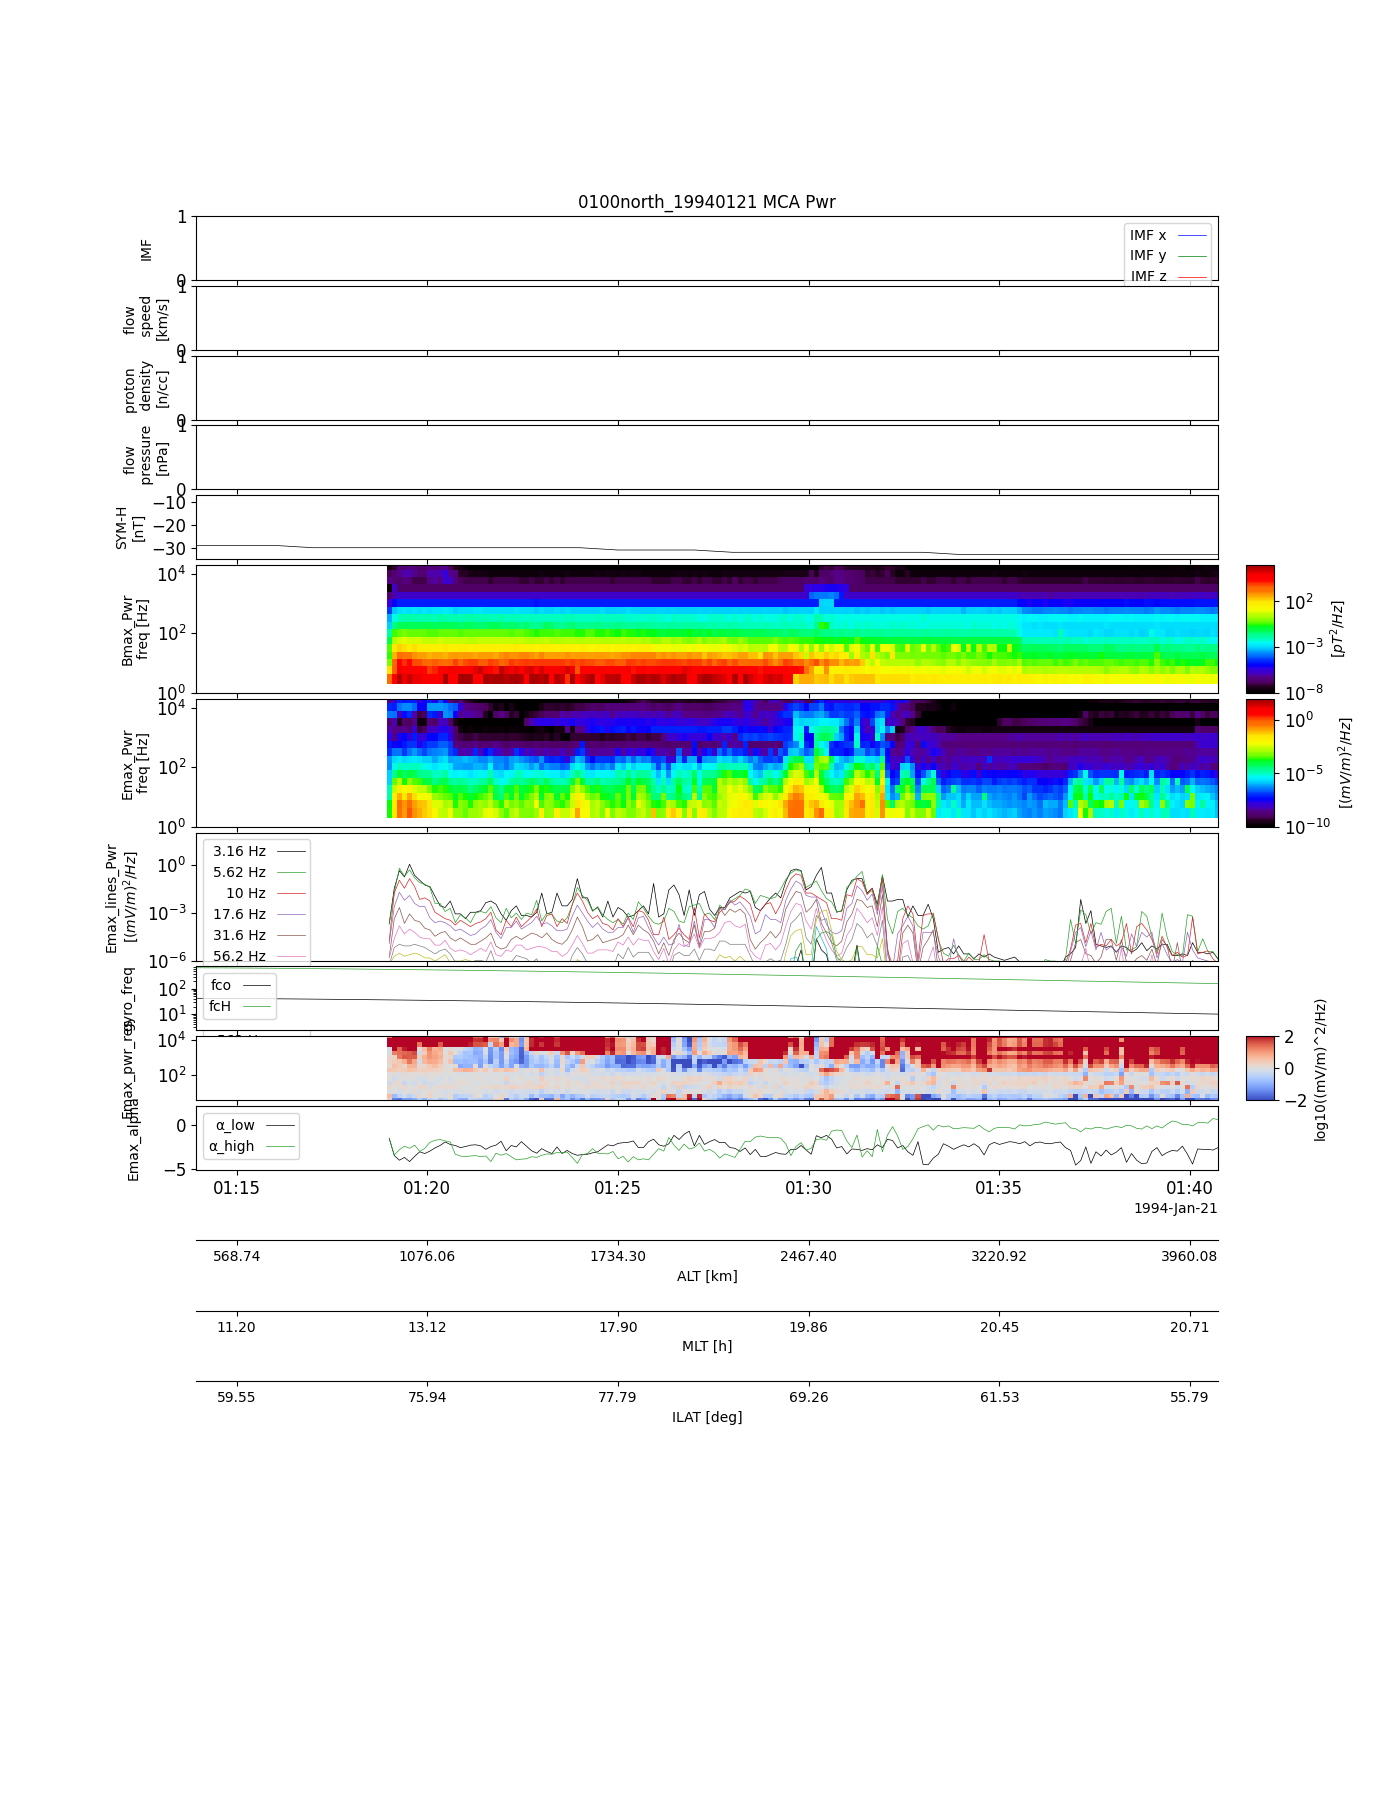 0100north_19940121 MCA Pwr
IMF
1
0
IMF x
IMF y
IMF z
flow
speed
[km/s]
1
0
proton
density
[n/cc]
1
0
flow
pressure
[nPa]
1
0
SYM-H
[nT]
−10
−20
−30
Bmax_Pwr
freq [Hz]
10^4
10^2
10^0
10^2
10^−3
10^−8
[pT^2/Hz]
Emax_Pwr
freq [Hz]
10^4
10^2
10^0
10^0
10^−5
10^−10
[(mV/m)^2/Hz]
Emax_lines_Pwr
[(mV/m)^2/Hz]
10^0
10^−3
10^−6
3.16 Hz
5.62 Hz
10 Hz
17.6 Hz
31.6 Hz
56.2 Hz
gyro_freq
10^2
10^1
fco
fcH
10^4
10^2
2
0
−2
log10((mV/m)^2/Hz)
Emax_alpha
0
−5
α_low
α_high
01:15 01:20 01:25 01:30 01:35 01:40
1994-Jan-21
568.74 1076.06 1734.30 2467.40 3220.92 3960.08
ALT [km]
11.20 13.12 17.90 19.86 20.45 20.71
MLT [h]
59.55 75.94 77.79 69.26 61.53 55.79
ILAT [deg]